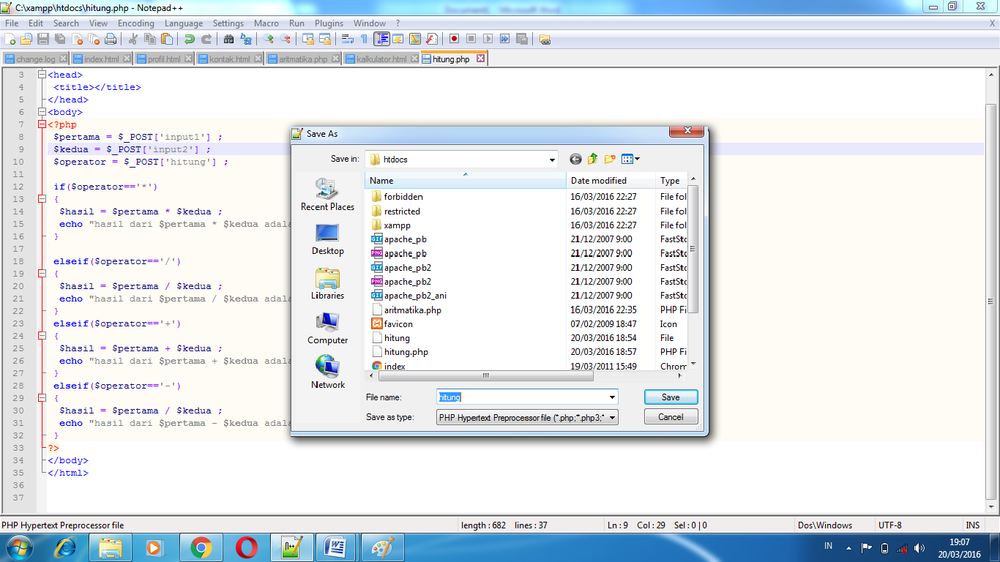 C:\xampp\htdocs\hitung.php - Notepad++
File Edit Search View Encoding Language Settings Macro Run Plugins Window ? X
change.log index.html profil.html kontak.html aritmatika.php kalkulator.html hitung.php
3 <head>
4 <title></title>
5 </head>
6 <body>
7 <?php
8 $pertama = $_POST['input1'] ;
9 $kedua = $_POST['input2'] ;
10 $operator = $_POST['hitung'] ;
11
12 if($operator=='*')
13 {
14 $hasil = $pertama * $kedua ;
15 echo "hasil dari $pertama * $kedua adala
16 }
17
18 elseif($operator=='/')
19 {
20 $hasil = $pertama / $kedua ;
21 echo "hasil dari $pertama / $kedua adala
22 }
23 elseif($operator=='+')
24 {
25 $hasil = $pertama + $kedua ;
26 echo "hasil dari $pertama + $kedua adala
27 }
28 elseif($operator=='-')
29 {
30 $hasil = $pertama / $kedua ;
31 echo "hasil dari $pertama - $kedua adala
32 }
33 ?>
34 </body>
35 </html>
36
37
Save As
Save in: htdocs
Recent Places
Desktop
Libraries
Computer
Network
Name Date modified Type
forbidden 16/03/2016 22:27 File fol
restricted 16/03/2016 22:27 File fol
xampp 16/03/2016 22:27 File fol
apache_pb 21/12/2007 9:00 FastSto
apache_pb 21/12/2007 9:00 FastSto
apache_pb2 21/12/2007 9:00 FastSto
apache_pb2 21/12/2007 9:00 FastSto
apache_pb2_ani 21/12/2007 9:00 FastSto
aritmatika.php 16/03/2016 22:35 PHP Fi
favicon 07/02/2009 18:47 Icon
hitung 20/03/2016 18:54 File
hitung.php 20/03/2016 18:57 PHP Fi
index 19/03/2011 15:49 Chrom
File name: hitung Save
Save as type: PHP Hypertext Preprocessor file (*.php;*.php3;* Cancel
PHP Hypertext Preprocessor file length : 682 lines : 37 Ln : 9 Col : 29 Sel : 0 | 0 Dos\Windows UTF-8 INS
IN 19:07
20/03/2016